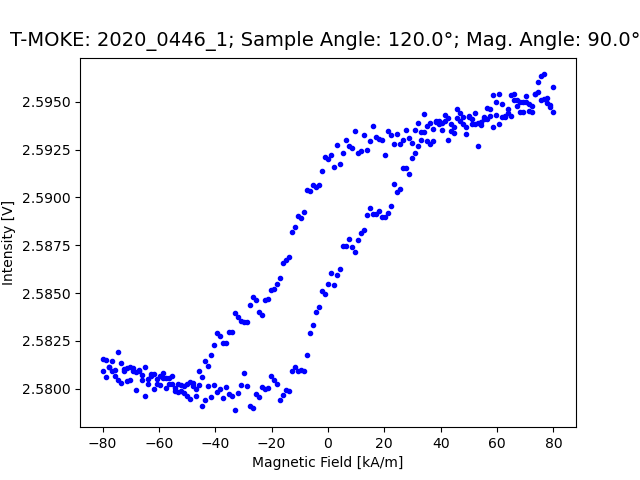 T-MOKE: 2020_0446_1; Sample Angle: 120.0°; Mag. Angle: 90.0°
2.5950
2.5925
2.5900
2.5875
2.5850
2.5825
2.5800
Intensity [V]
−80 −60 −40 −20 0 20 40 60 80
Magnetic Field [kA/m]